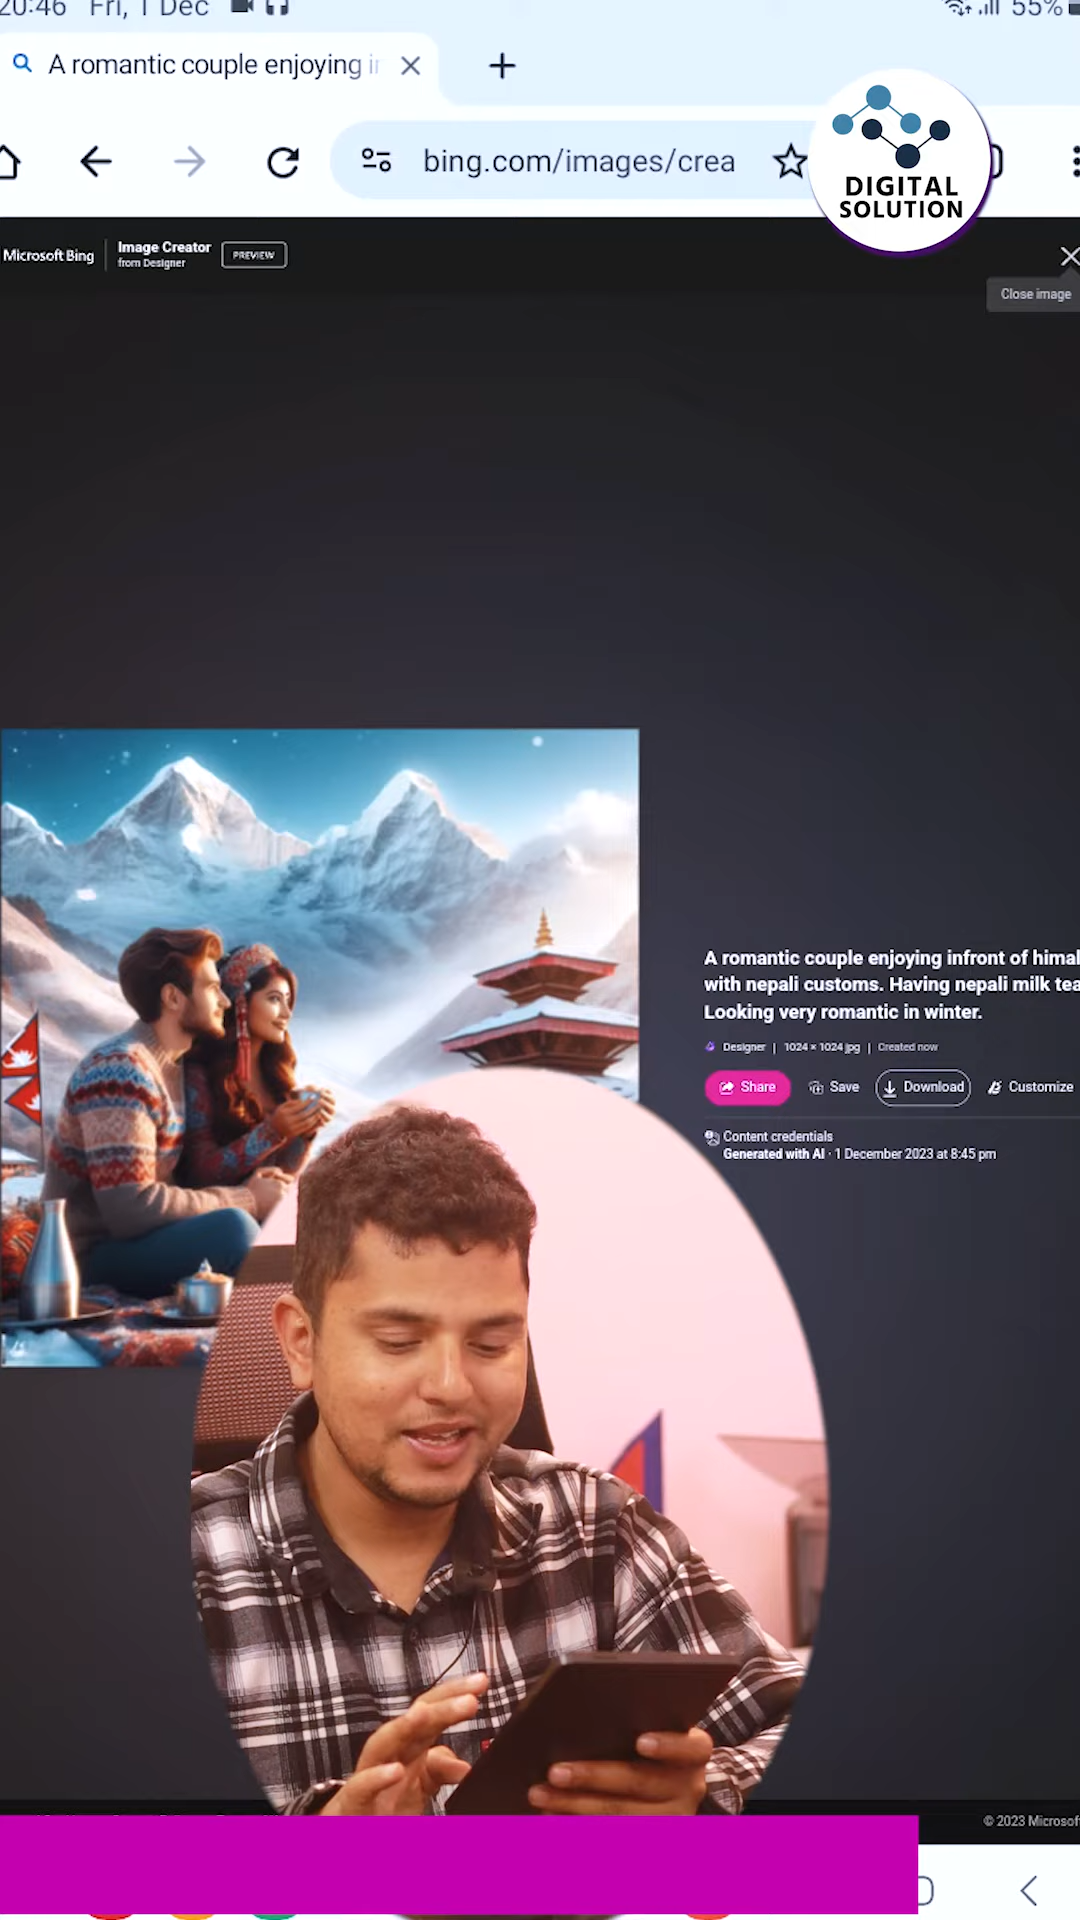 20:46 Fri, 1 Dec
55%
A romantic couple enjoying
bing.com/images/crea
DIGITAL
SOLUTION
Microsoft Bing
Image Creator
from Designer
PREVIEW
Close image
A romantic couple enjoying infront of himal
with nepali customs. Having nepali milk tea
Looking very romantic in winter.
Designer | 1024 × 1024 jpg | Created now
Share
Save
Download
Customize
Content credentials
Generated with AI · 1 December 2023 at 8:45 pm
© 2023 Microsoft